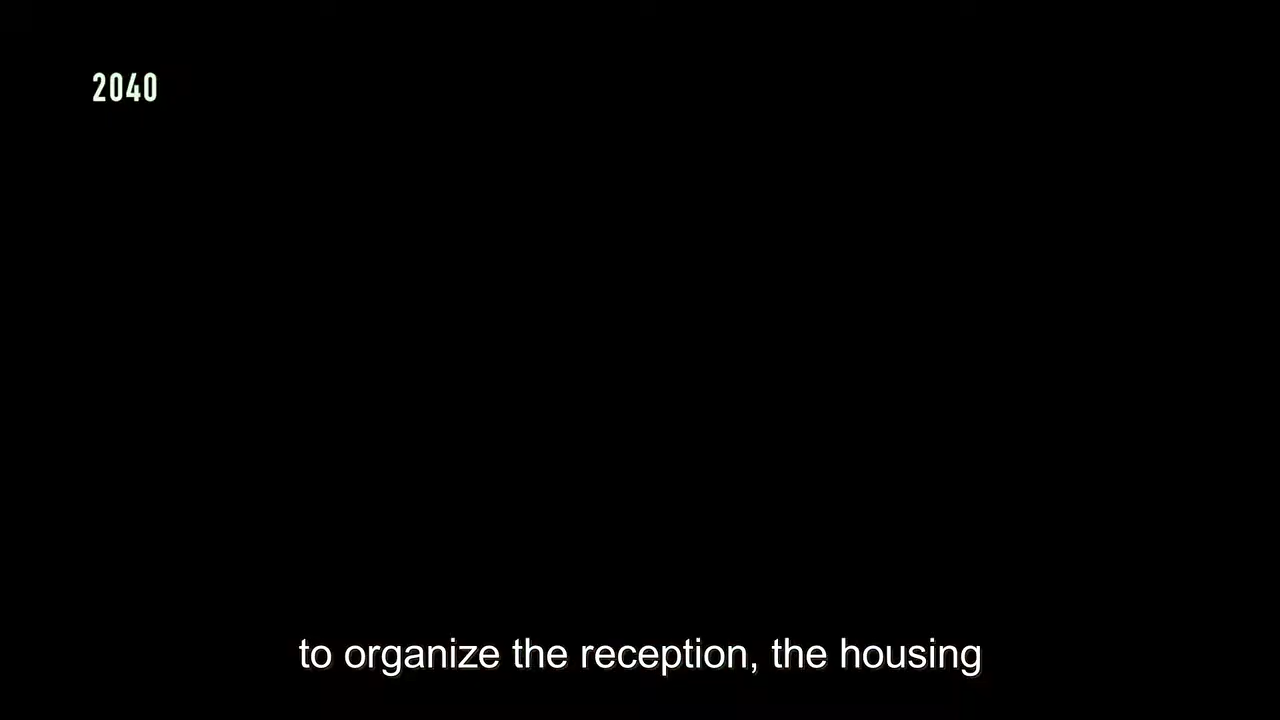 2040
to organize the reception, the housing